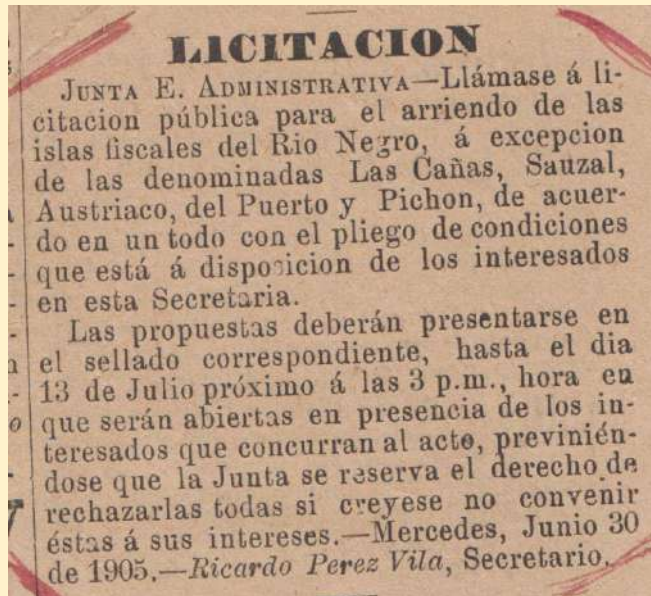 LICITACION
JUNTA E. ADMINISTRATIVA—Llámase á li-
citacion pública para el arriendo de las
islas fiscales del Rio Negro, á excepcion
de las denominadas Las Cañas, Sauzal,
Austriaco, del Puerto y Pichon, de acuer-
do en un todo con el pliego de condiciones
que está á disposicion de los interesados
en esta Secretaria.
Las propuestas deberán presentarse en
el sellado correspondiente, hasta el dia
13 de Julio próximo á las 3 p.m., hora en
que serán abiertas en presencia de los in-
teresados que concurran al acto, previnién-
dose que la Junta se reserva el derecho de
rechazarlas todas si creyese no convenir
éstas á sus intereses.—Mercedes, Junio 30
de 1905.—Ricardo Perez Vila, Secretario.